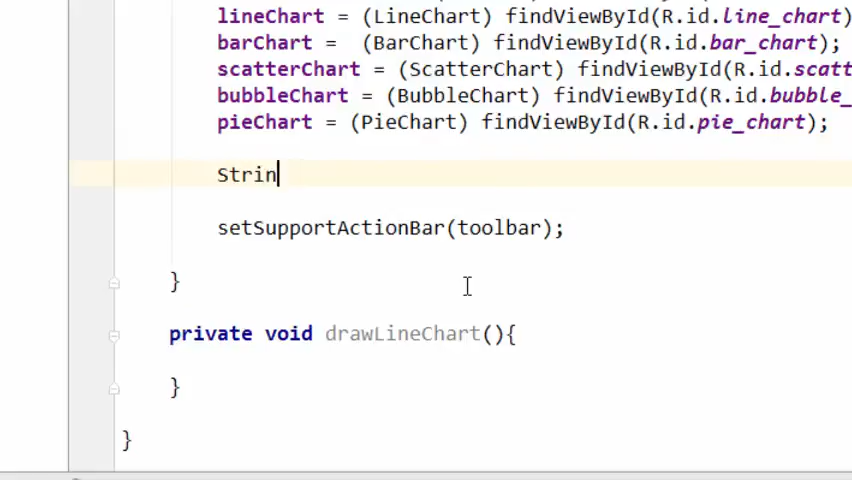 lineChart = (LineChart) findViewById(R.id.line_chart)
barChart =  (BarChart) findViewById(R.id.bar_chart);
scatterChart = (ScatterChart) findViewById(R.id.scatt
bubbleChart = (BubbleChart) findViewById(R.id.bubble_
pieChart = (PieChart) findViewById(R.id.pie_chart);
Strin
setSupportActionBar(toolbar);
}
private void drawLineChart(){
}
}